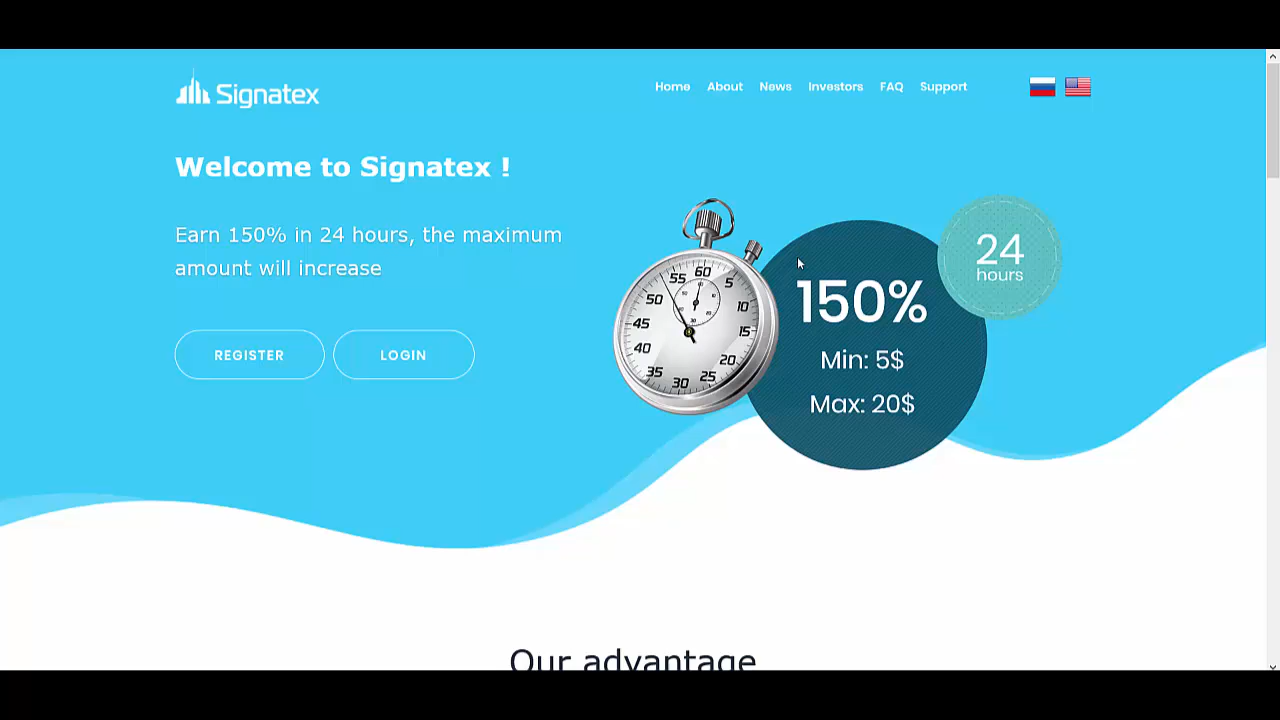 Signatex
Home About News Investors FAQ Support
Welcome to Signatex !
Earn 150% in 24 hours, the maximum
amount will increase
REGISTER LOGIN
60
5
10
15
20
25
30
35
40
45
50
55
150%
Min: 5$
Max: 20$
24
hours
Our advantage